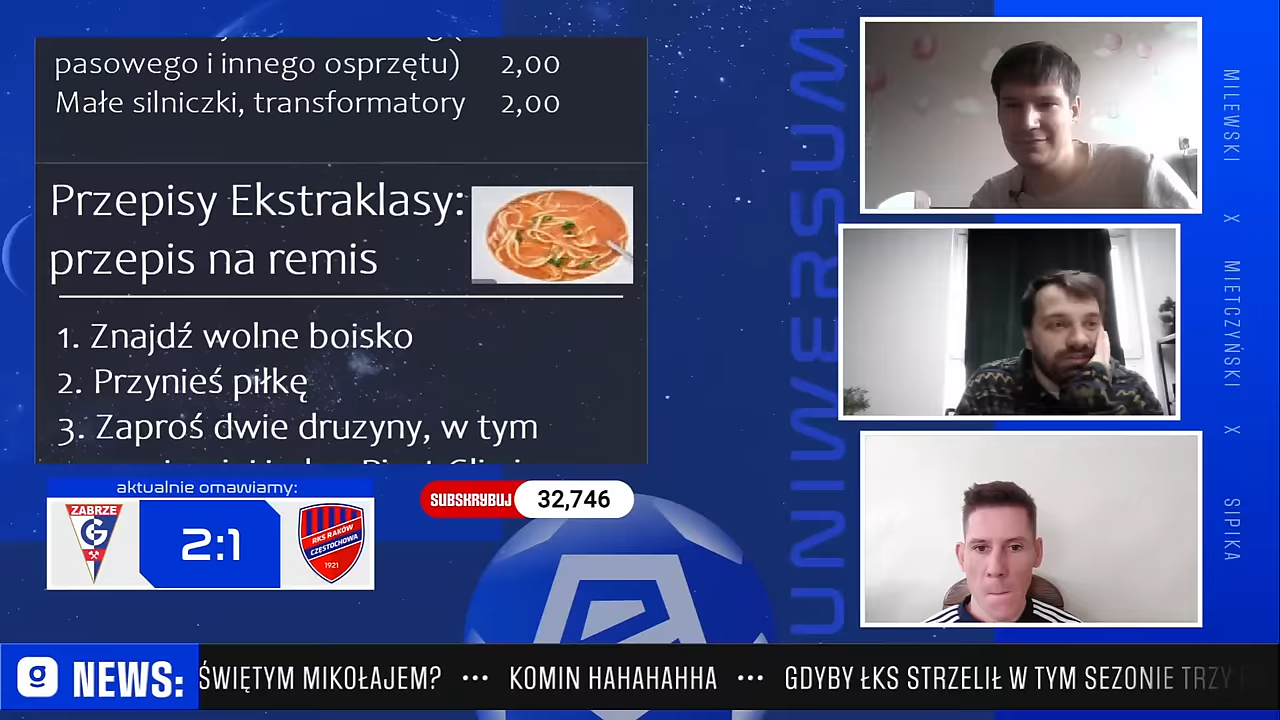 pasowego i innego osprzętu) 2,00
Małe silniczki, transformatory 2,00
Przepisy Ekstraklasy:
przepis na remis
1. Znajdź wolne boisko
2. Przynieś piłkę
3. Zaproś dwie druzyny, w tym
aktualnie omawiamy:
ZABRZE
G
2:1
RKS RAKÓW
CZĘSTOCHOWA
1921
SUBSKRYBUJ 32,746
UNIWERSUM
MILEWSKI X MIETCZYŃSKI X SIPIKA
g NEWS: ŚWIĘTYM MIKOŁAJEM? ••• KOMIN HAHAHAHHA ••• GDYBY ŁKS STRZELIŁ W TYM SEZONIE TRZY